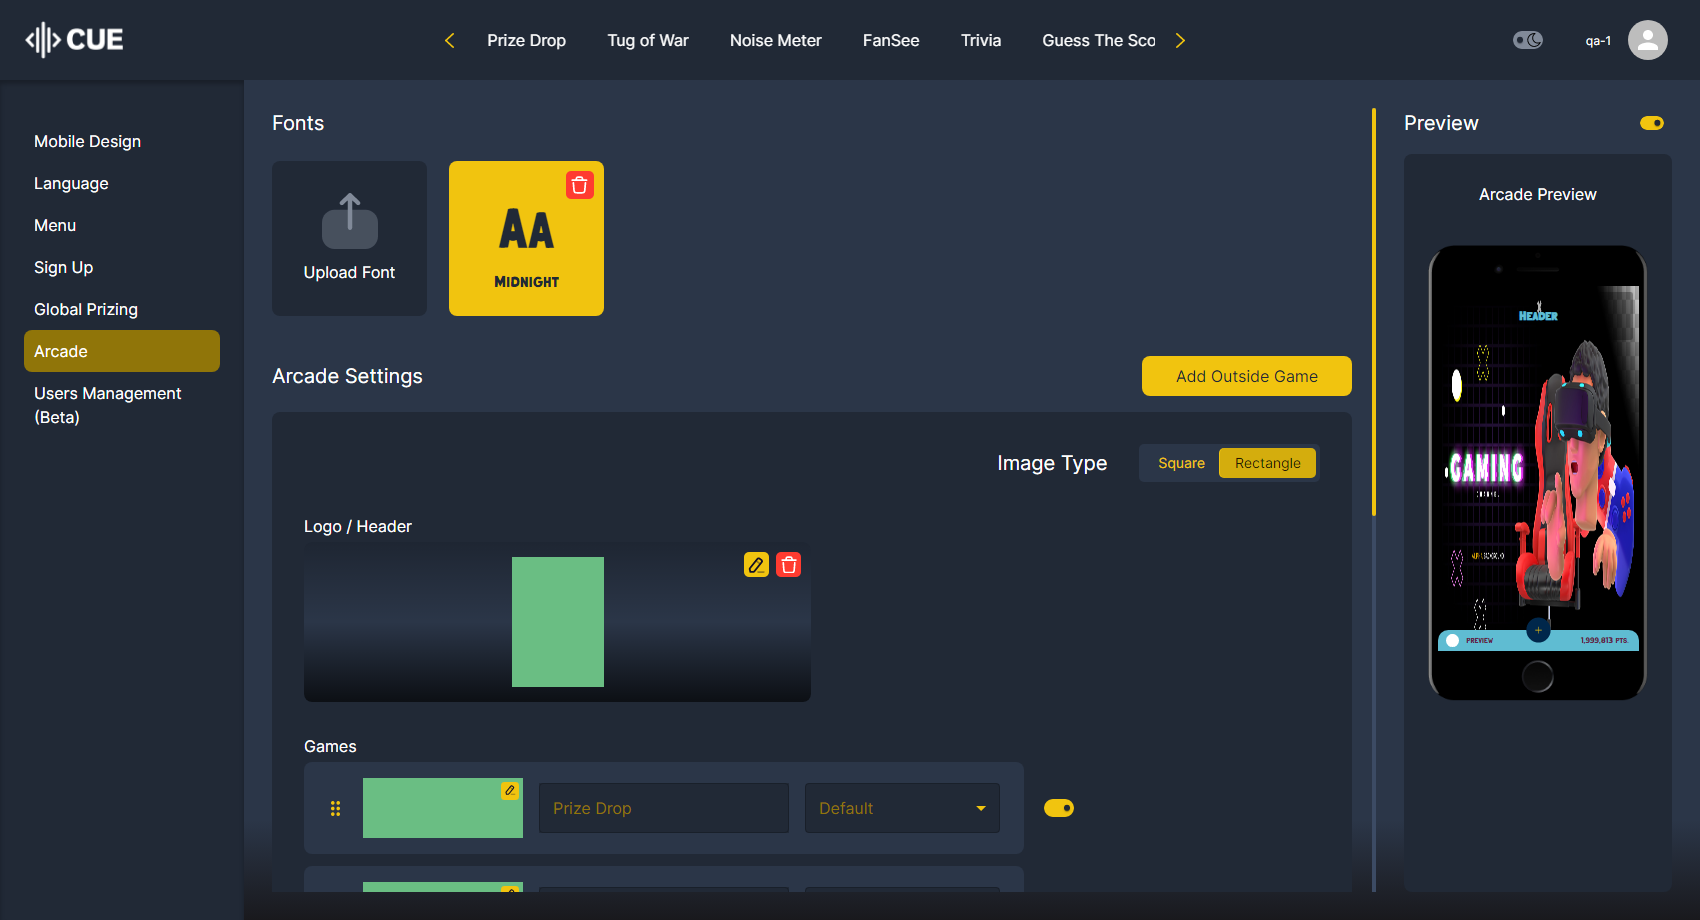 CUE
Prize Drop
Tug of War
Noise Meter
FanSee
Trivia
Guess The Sco
qa-1
Mobile Design
Language
Menu
Sign Up
Global Prizing
Arcade
Users Management
(Beta)
Fonts
Upload Font
AA
MIDNIGHT
Arcade Settings
Add Outside Game
Image Type
Square
Rectangle
Logo / Header
Games
Prize Drop
Default
Preview
Arcade Preview
HEADER
GAMING
CHANNEL
PREVIEW
+
1,999,813 PTS.